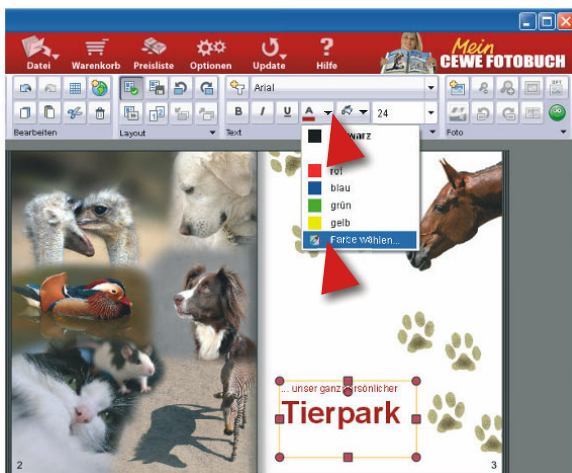 Datei Warenkorb Preisliste Optionen Update Hilfe
Mein
CEWE FOTOBUCH
Arial
B I U A 24
Bearbeiten Layout Text Foto
rot
blau
grün
gelb
Farbe wählen...
... unser ganz persönlicher
Tierpark
2
3